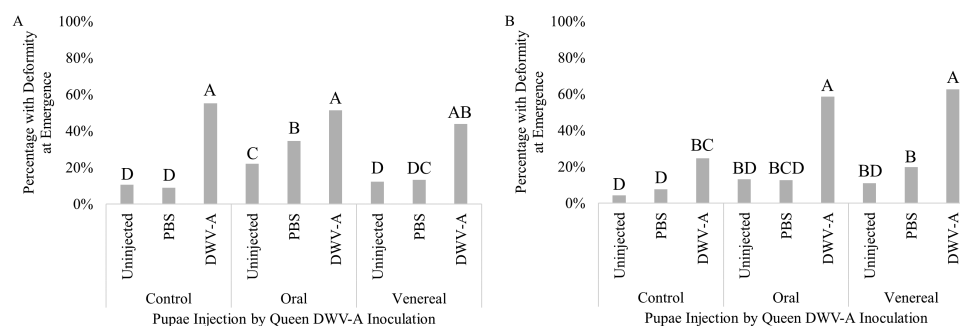 A
Percentage with Deformity
at Emergence
100%
80%
60%
40%
20%
0%
D D A C B A D DC AB
Uninjected PBS DWV-A Uninjected PBS DWV-A Uninjected PBS DWV-A
Control Oral Venereal
Pupae Injection by Queen DWV-A Inoculation
B
Percentage with Deformity
at Emergence
100%
80%
60%
40%
20%
0%
D D BC BD BCD A BD B A
Uninjected PBS DWV-A Uninjected PBS DWV-A Uninjected PBS DWV-A
Control Oral Venereal
Pupae Injection by Queen DWV-A Inoculation